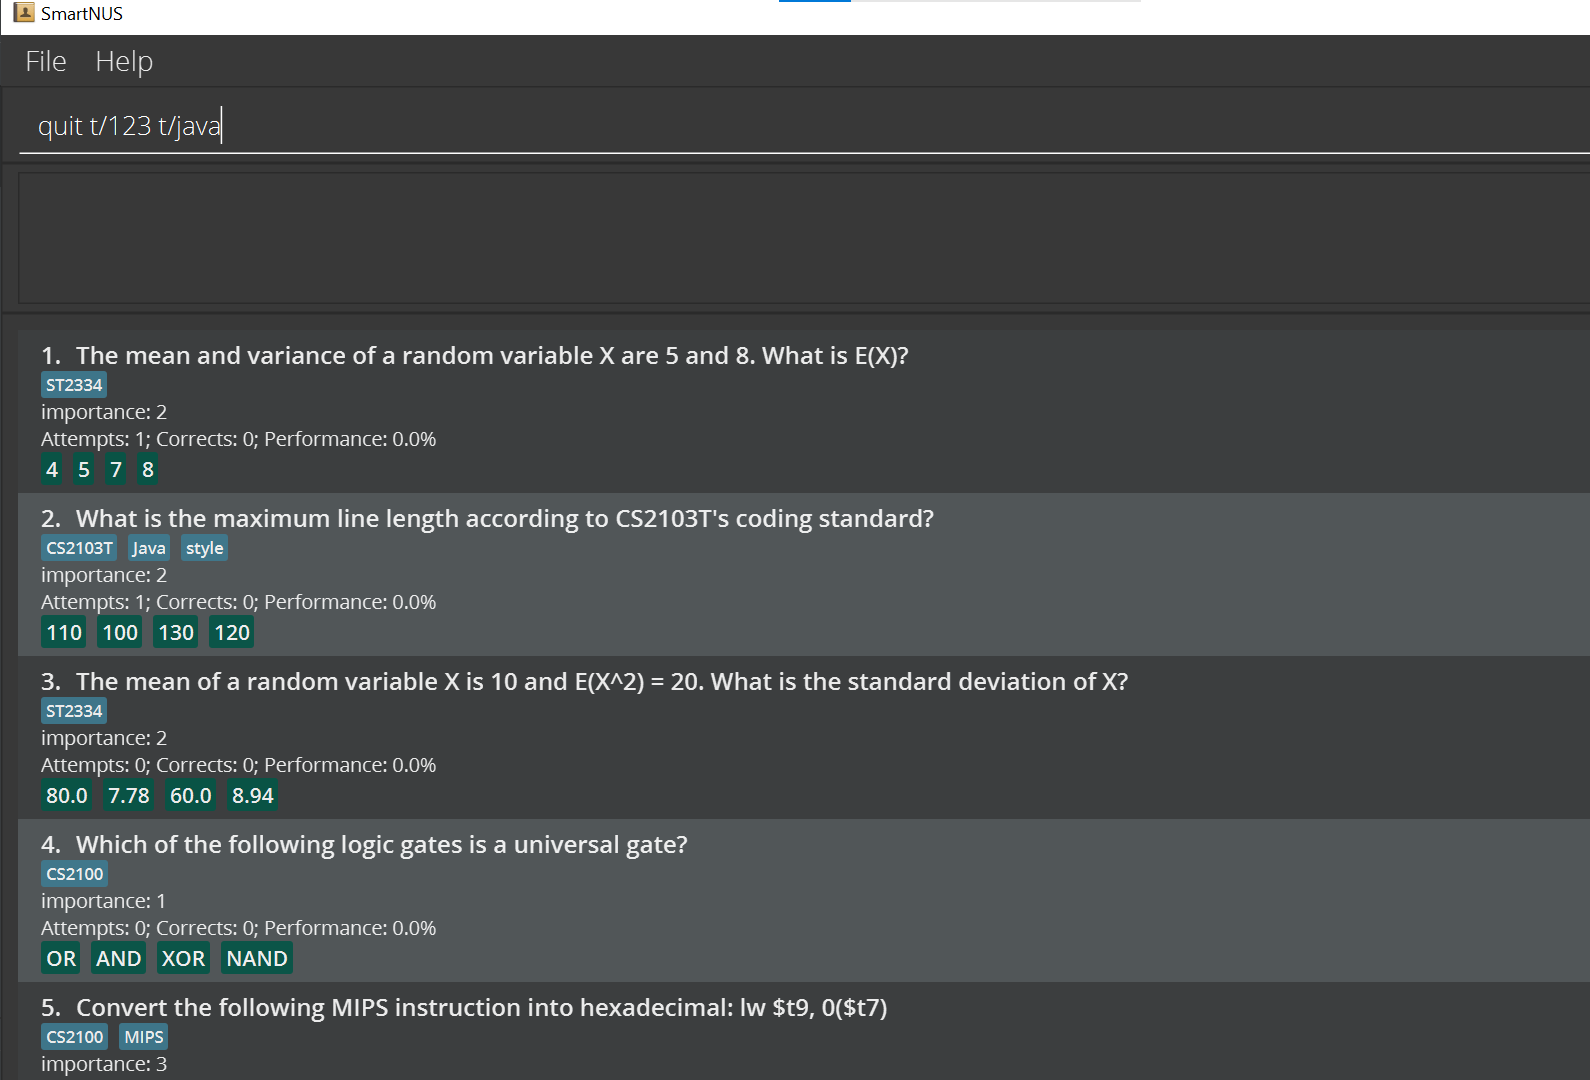 SmartNUS
File Help
quit t/123 t/java
1. The mean and variance of a random variable X are 5 and 8. What is E(X)?
ST2334
importance: 2
Attempts: 1; Corrects: 0; Performance: 0.0%
4 5 7 8
2. What is the maximum line length according to CS2103T's coding standard?
CS2103T Java style
importance: 2
Attempts: 1; Corrects: 0; Performance: 0.0%
110 100 130 120
3. The mean of a random variable X is 10 and E(X^2) = 20. What is the standard deviation of X?
ST2334
importance: 2
Attempts: 0; Corrects: 0; Performance: 0.0%
80.0 7.78 60.0 8.94
4. Which of the following logic gates is a universal gate?
CS2100
importance: 1
Attempts: 0; Corrects: 0; Performance: 0.0%
OR AND XOR NAND
5. Convert the following MIPS instruction into hexadecimal: lw $t9, 0($t7)
CS2100 MIPS
importance: 3